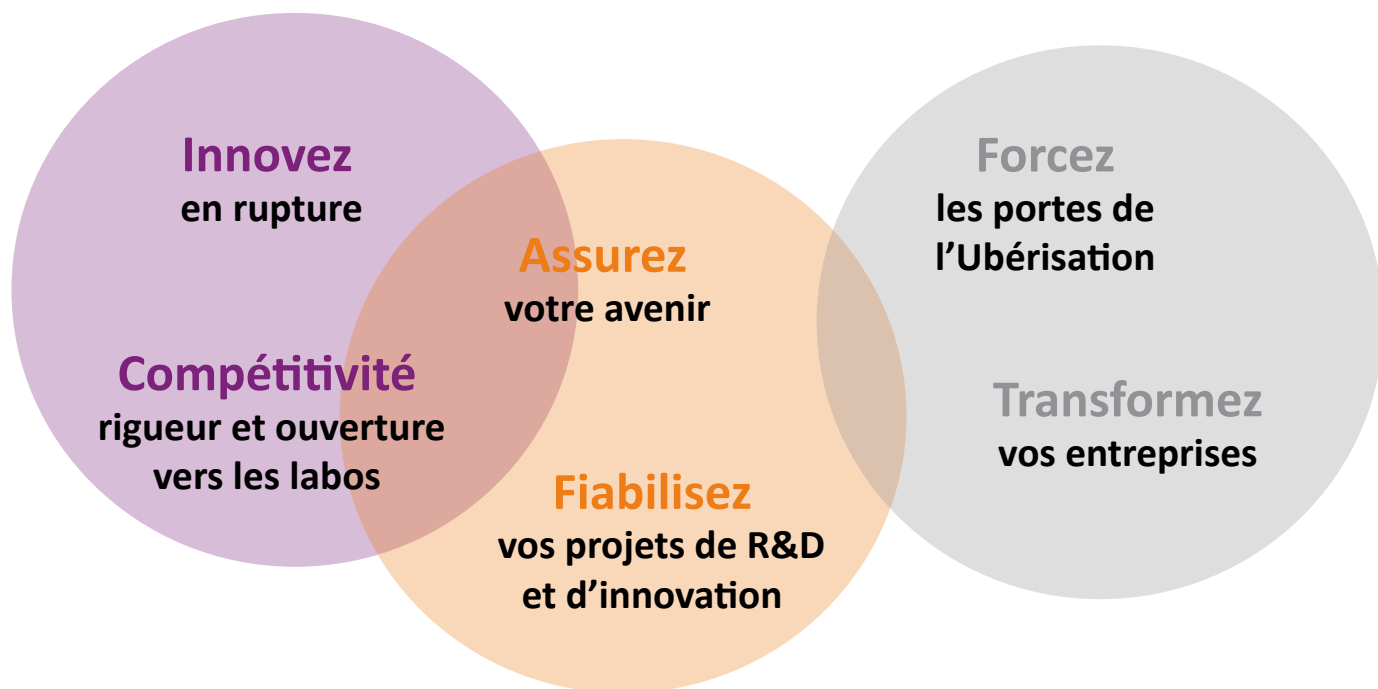 Innovez
en rupture
Compétitivité
rigueur et ouverture
vers les labos
Assurez
votre avenir
Fiabilisez
vos projets de R&D
et d’innovation
Forcez
les portes de
l’Ubérisation
Transformez
vos entreprises